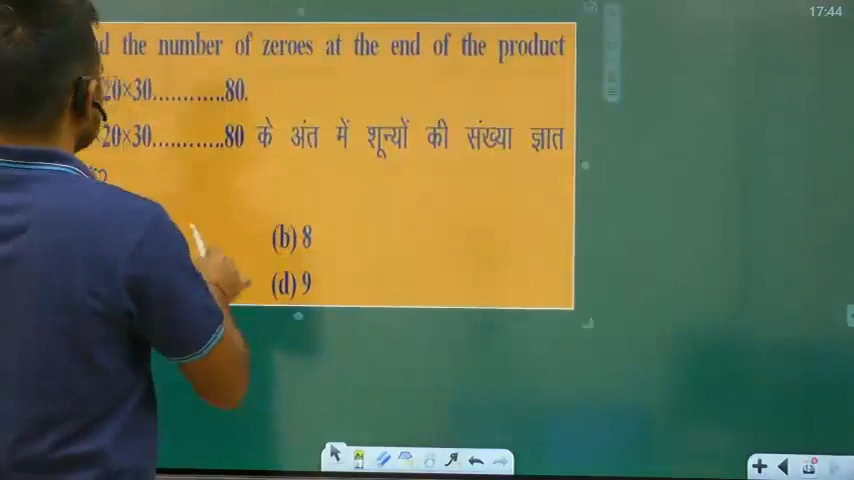 17:44
the number of zeroes at the end of the product
20×30...........80.
×20×30...........80 के अंत में शून्यों की संख्या ज्ञात
(b) 8
(d) 9